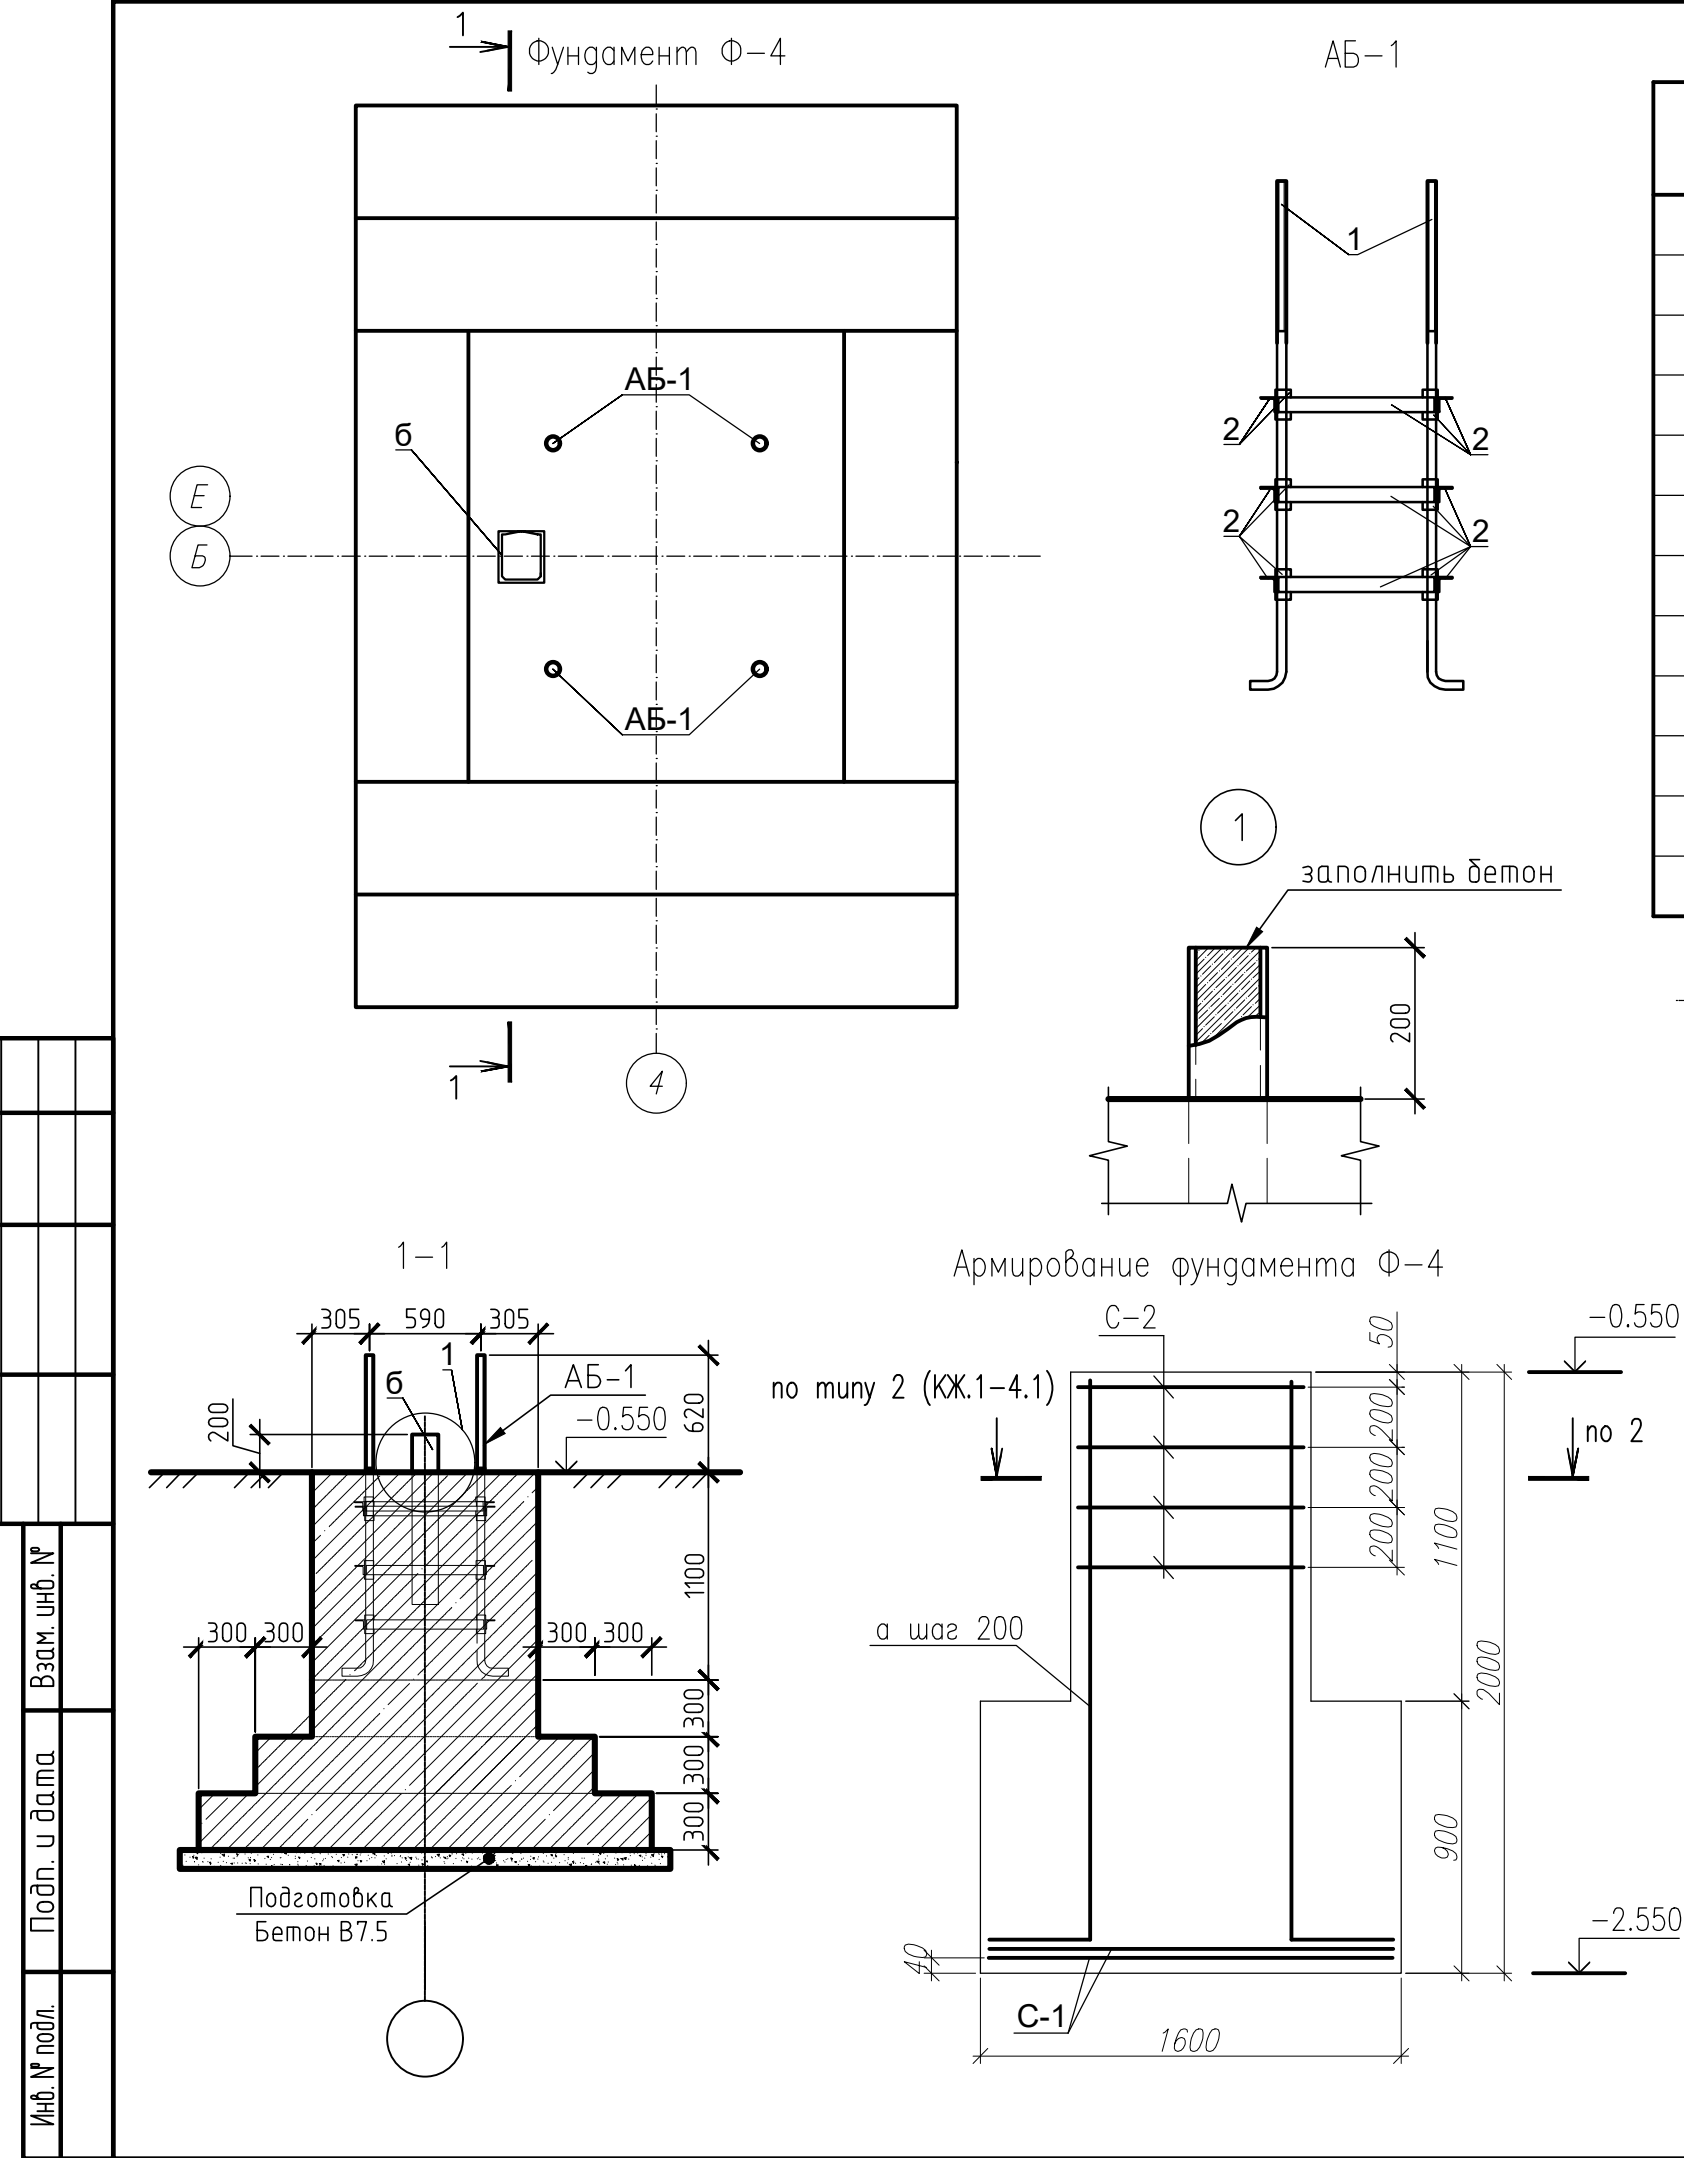 1
Фундамент Ф-4
АБ-1
АБ-1
б
Е
Б
АБ-1
1
4
1
2
2
2
2
1
заполнить бетон
200
1-1
305
590
305
1
б
АБ-1
-0.550
200
620
1100
300
300
300
300
300
300
300
Подготовка
Бетон В7.5
Армирование фундамента Ф-4
С-2
по типу 2 (КЖ.1-4.1)
50
200
200
200
-0.550
по 2
1100
2000
900
а шаг 200
-2.550
40
С-1
1600
Взам. инв. №
Подп. и дата
Инв. № подл.